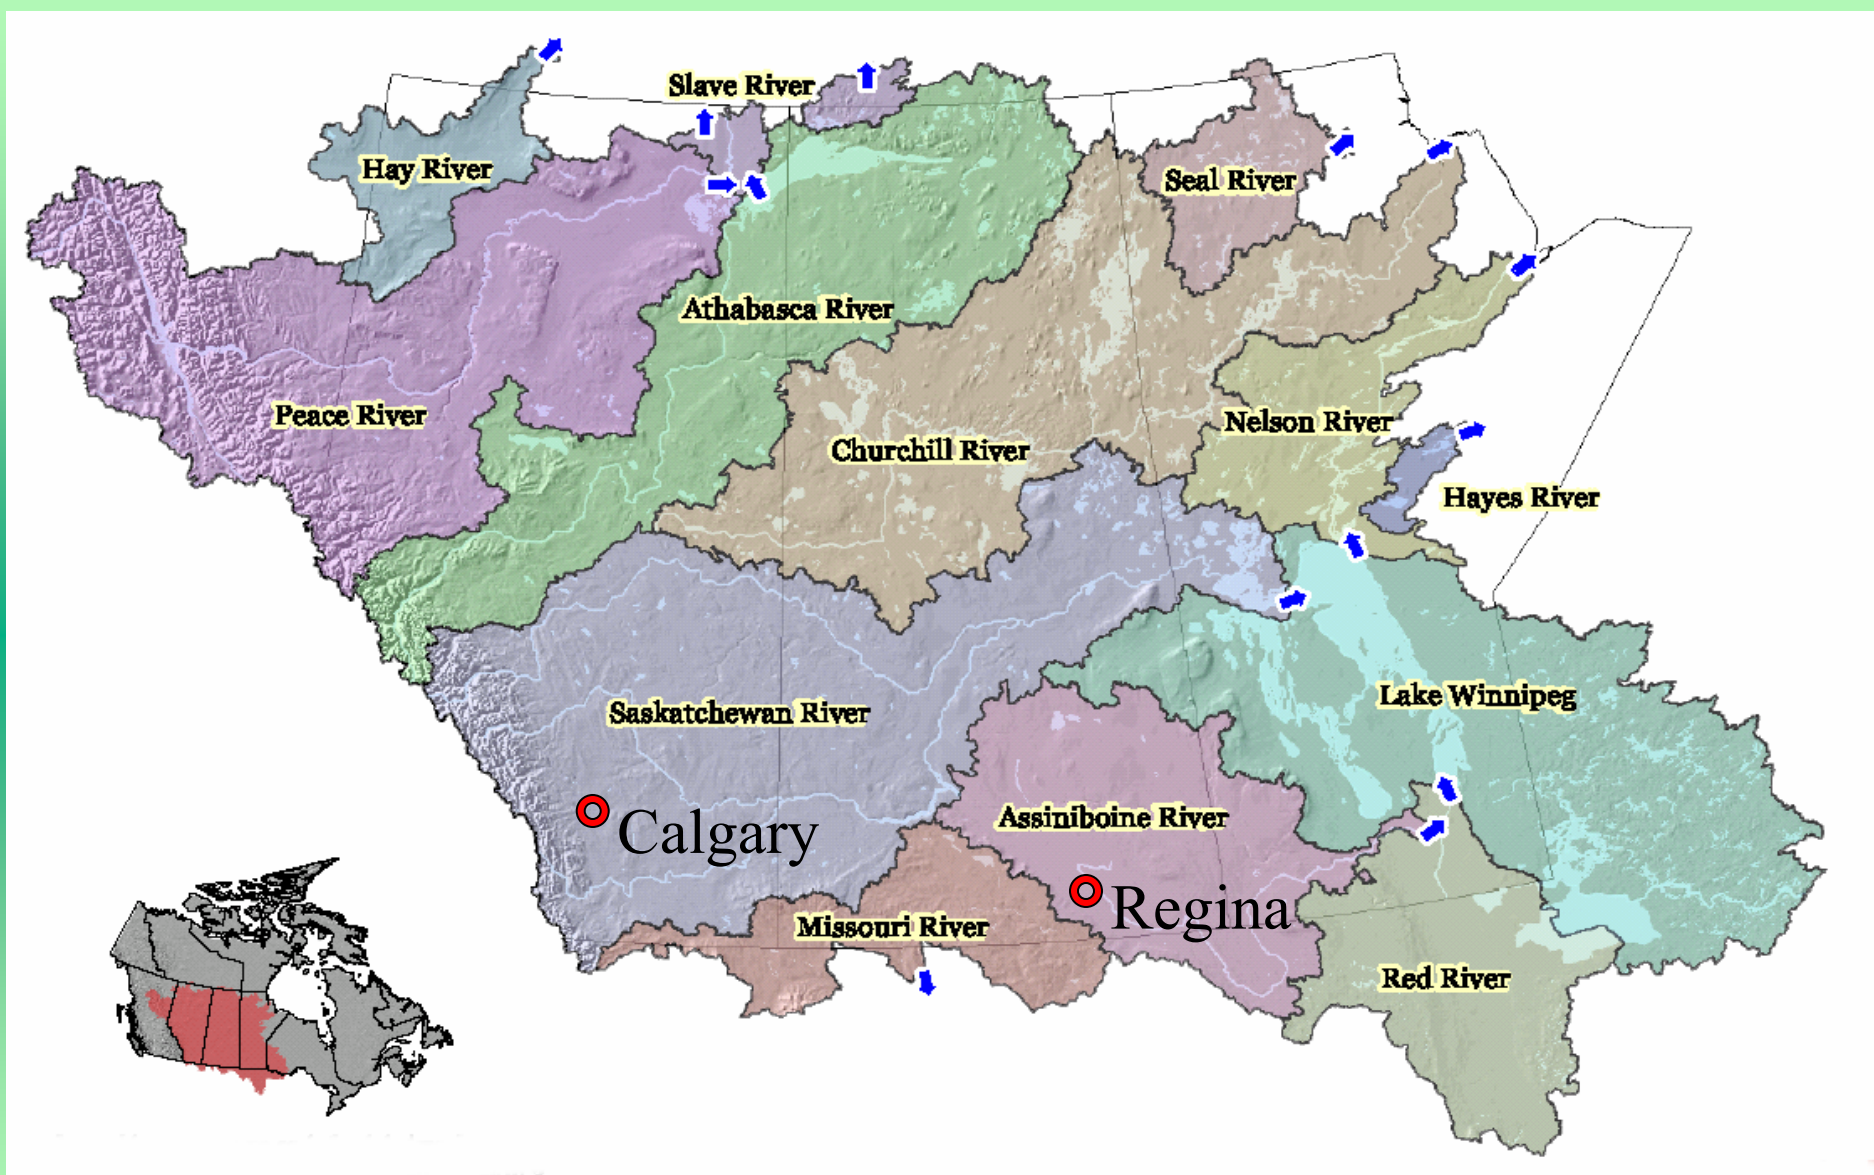 Slave River
Hay River
Seal River
Athabasca River
Peace River
Nelson River
Churchill River
Hayes River
Lake Winnipeg
Saskatchewan River
Assiniboine River
Calgary
Regina
Missouri River
Red River